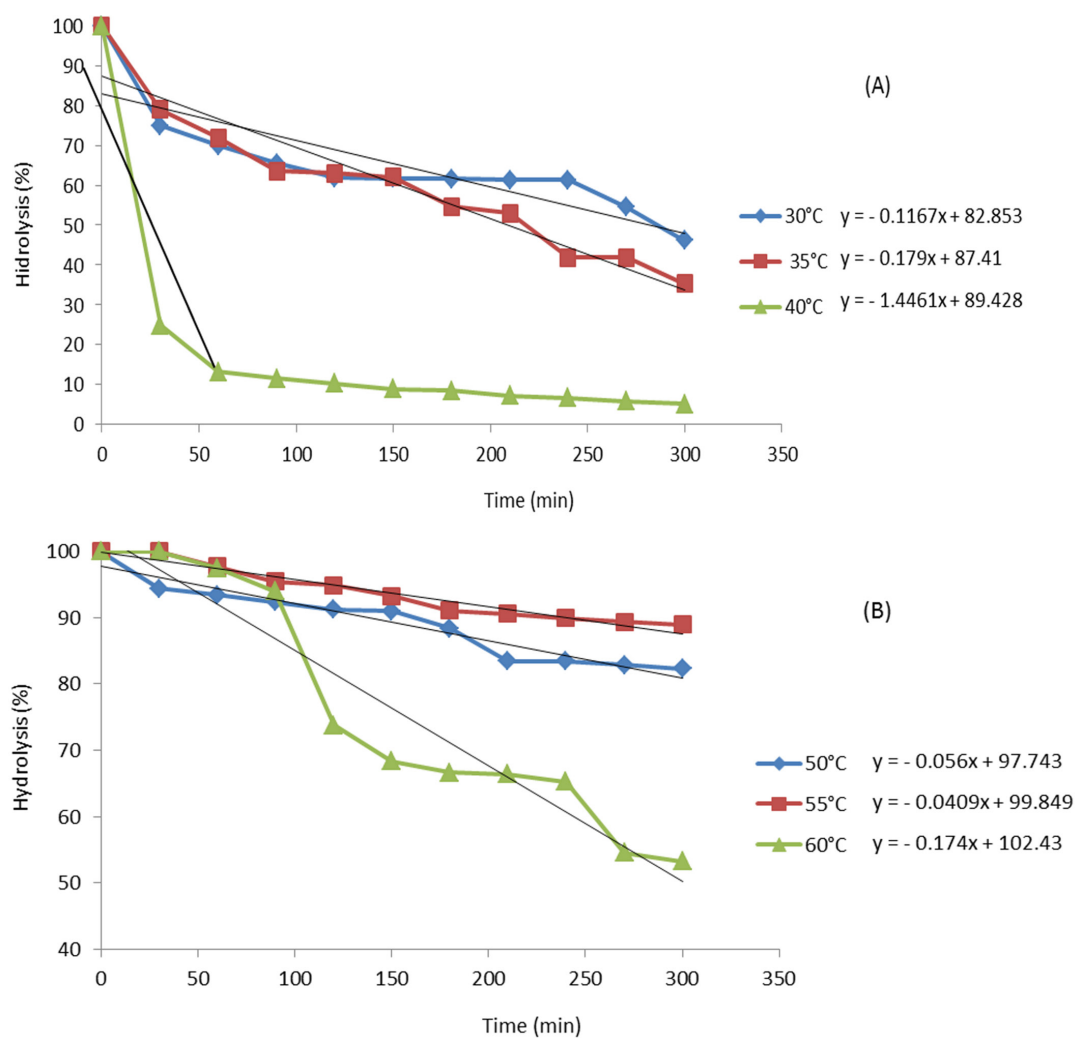 100
90
80
70
60
50
40
30
20
10
0
Hidrolysis (%)
(A)
30°C y = - 0.1167x + 82.853
35°C y = - 0.179x + 87.41
40°C y = - 1.4461x + 89.428
0 50 100 150 200 250 300 350
Time (min)
100
90
80
70
60
50
40
Hydrolysis (%)
(B)
50°C y = - 0.056x + 97.743
55°C y = - 0.0409x + 99.849
60°C y = - 0.174x + 102.43
0 50 100 150 200 250 300 350
Time (min)